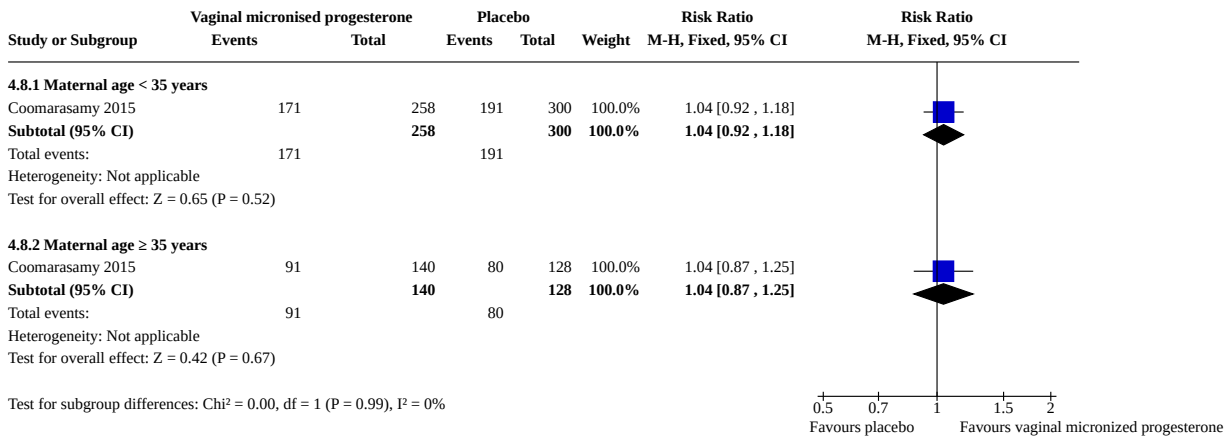 Vaginal micronised progesterone Placebo Risk Ratio Risk Ratio
Study or Subgroup Events Total Events Total Weight M-H, Fixed, 95% CI M-H, Fixed, 95% CI
4.8.1 Maternal age < 35 years
Coomarasamy 2015 171 258 191 300 100.0% 1.04 [0.92 , 1.18]
Subtotal (95% CI) 258 300 100.0% 1.04 [0.92 , 1.18]
Total events: 171 191
Heterogeneity: Not applicable
Test for overall effect: Z = 0.65 (P = 0.52)
4.8.2 Maternal age ≥ 35 years
Coomarasamy 2015 91 140 80 128 100.0% 1.04 [0.87 , 1.25]
Subtotal (95% CI) 140 128 100.0% 1.04 [0.87 , 1.25]
Total events: 91 80
Heterogeneity: Not applicable
Test for overall effect: Z = 0.42 (P = 0.67)
Test for subgroup differences: Chi² = 0.00, df = 1 (P = 0.99), I² = 0%
0.5 0.7 1 1.5 2
Favours placebo Favours vaginal micronized progesterone